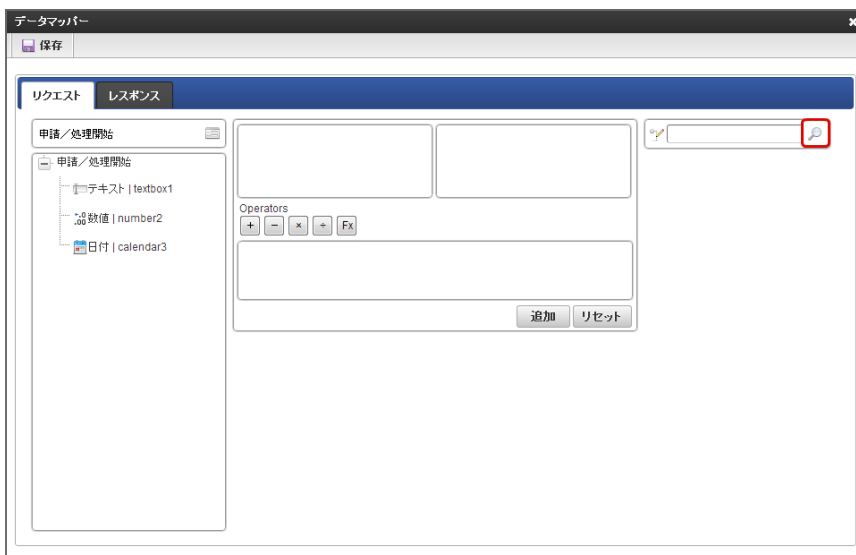 データマッパー
保存
リクエスト レスポンス
申請/処理開始
申請/処理開始
テキスト | textbox1
数値 | number2
日付 | calendar3
Operators
+ − × ÷ Fx
追加 リセット